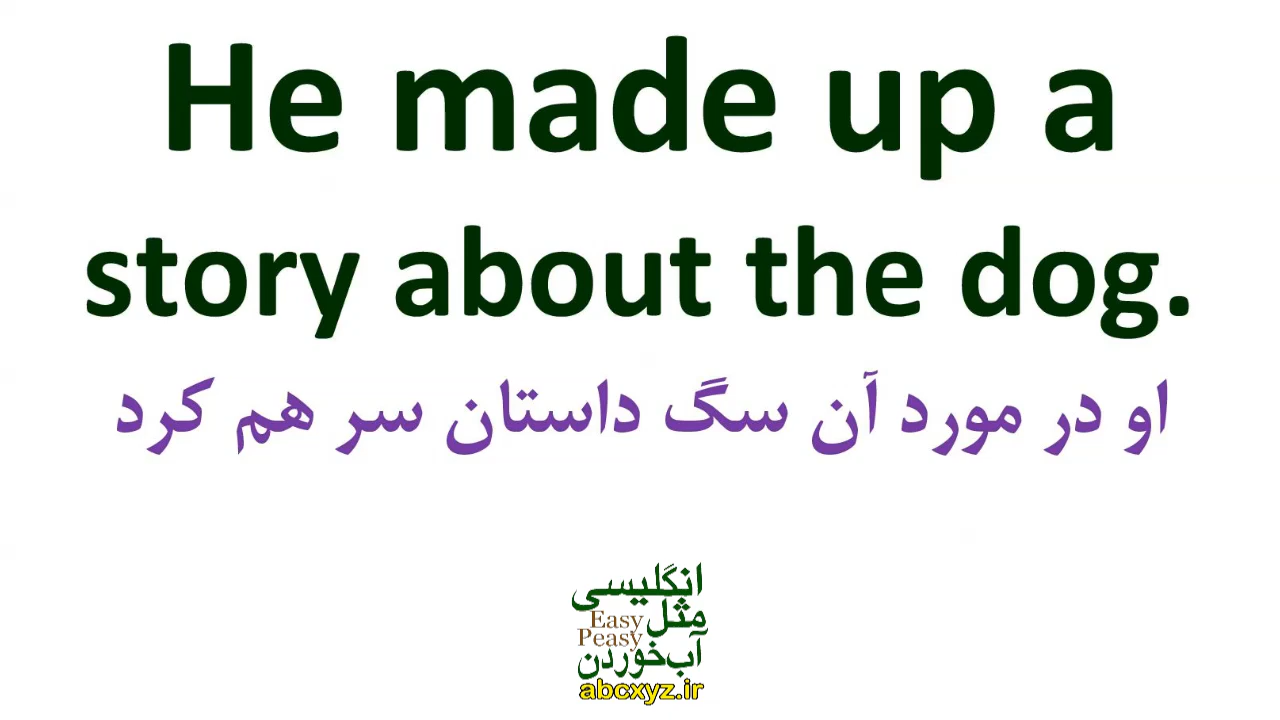 He made up a
story about the dog.
او در مورد آن سگ داستان سر هم کرد
انگلیسی
مثل
Easy
Peasy
آب‌خوردن
abcxyz.ir